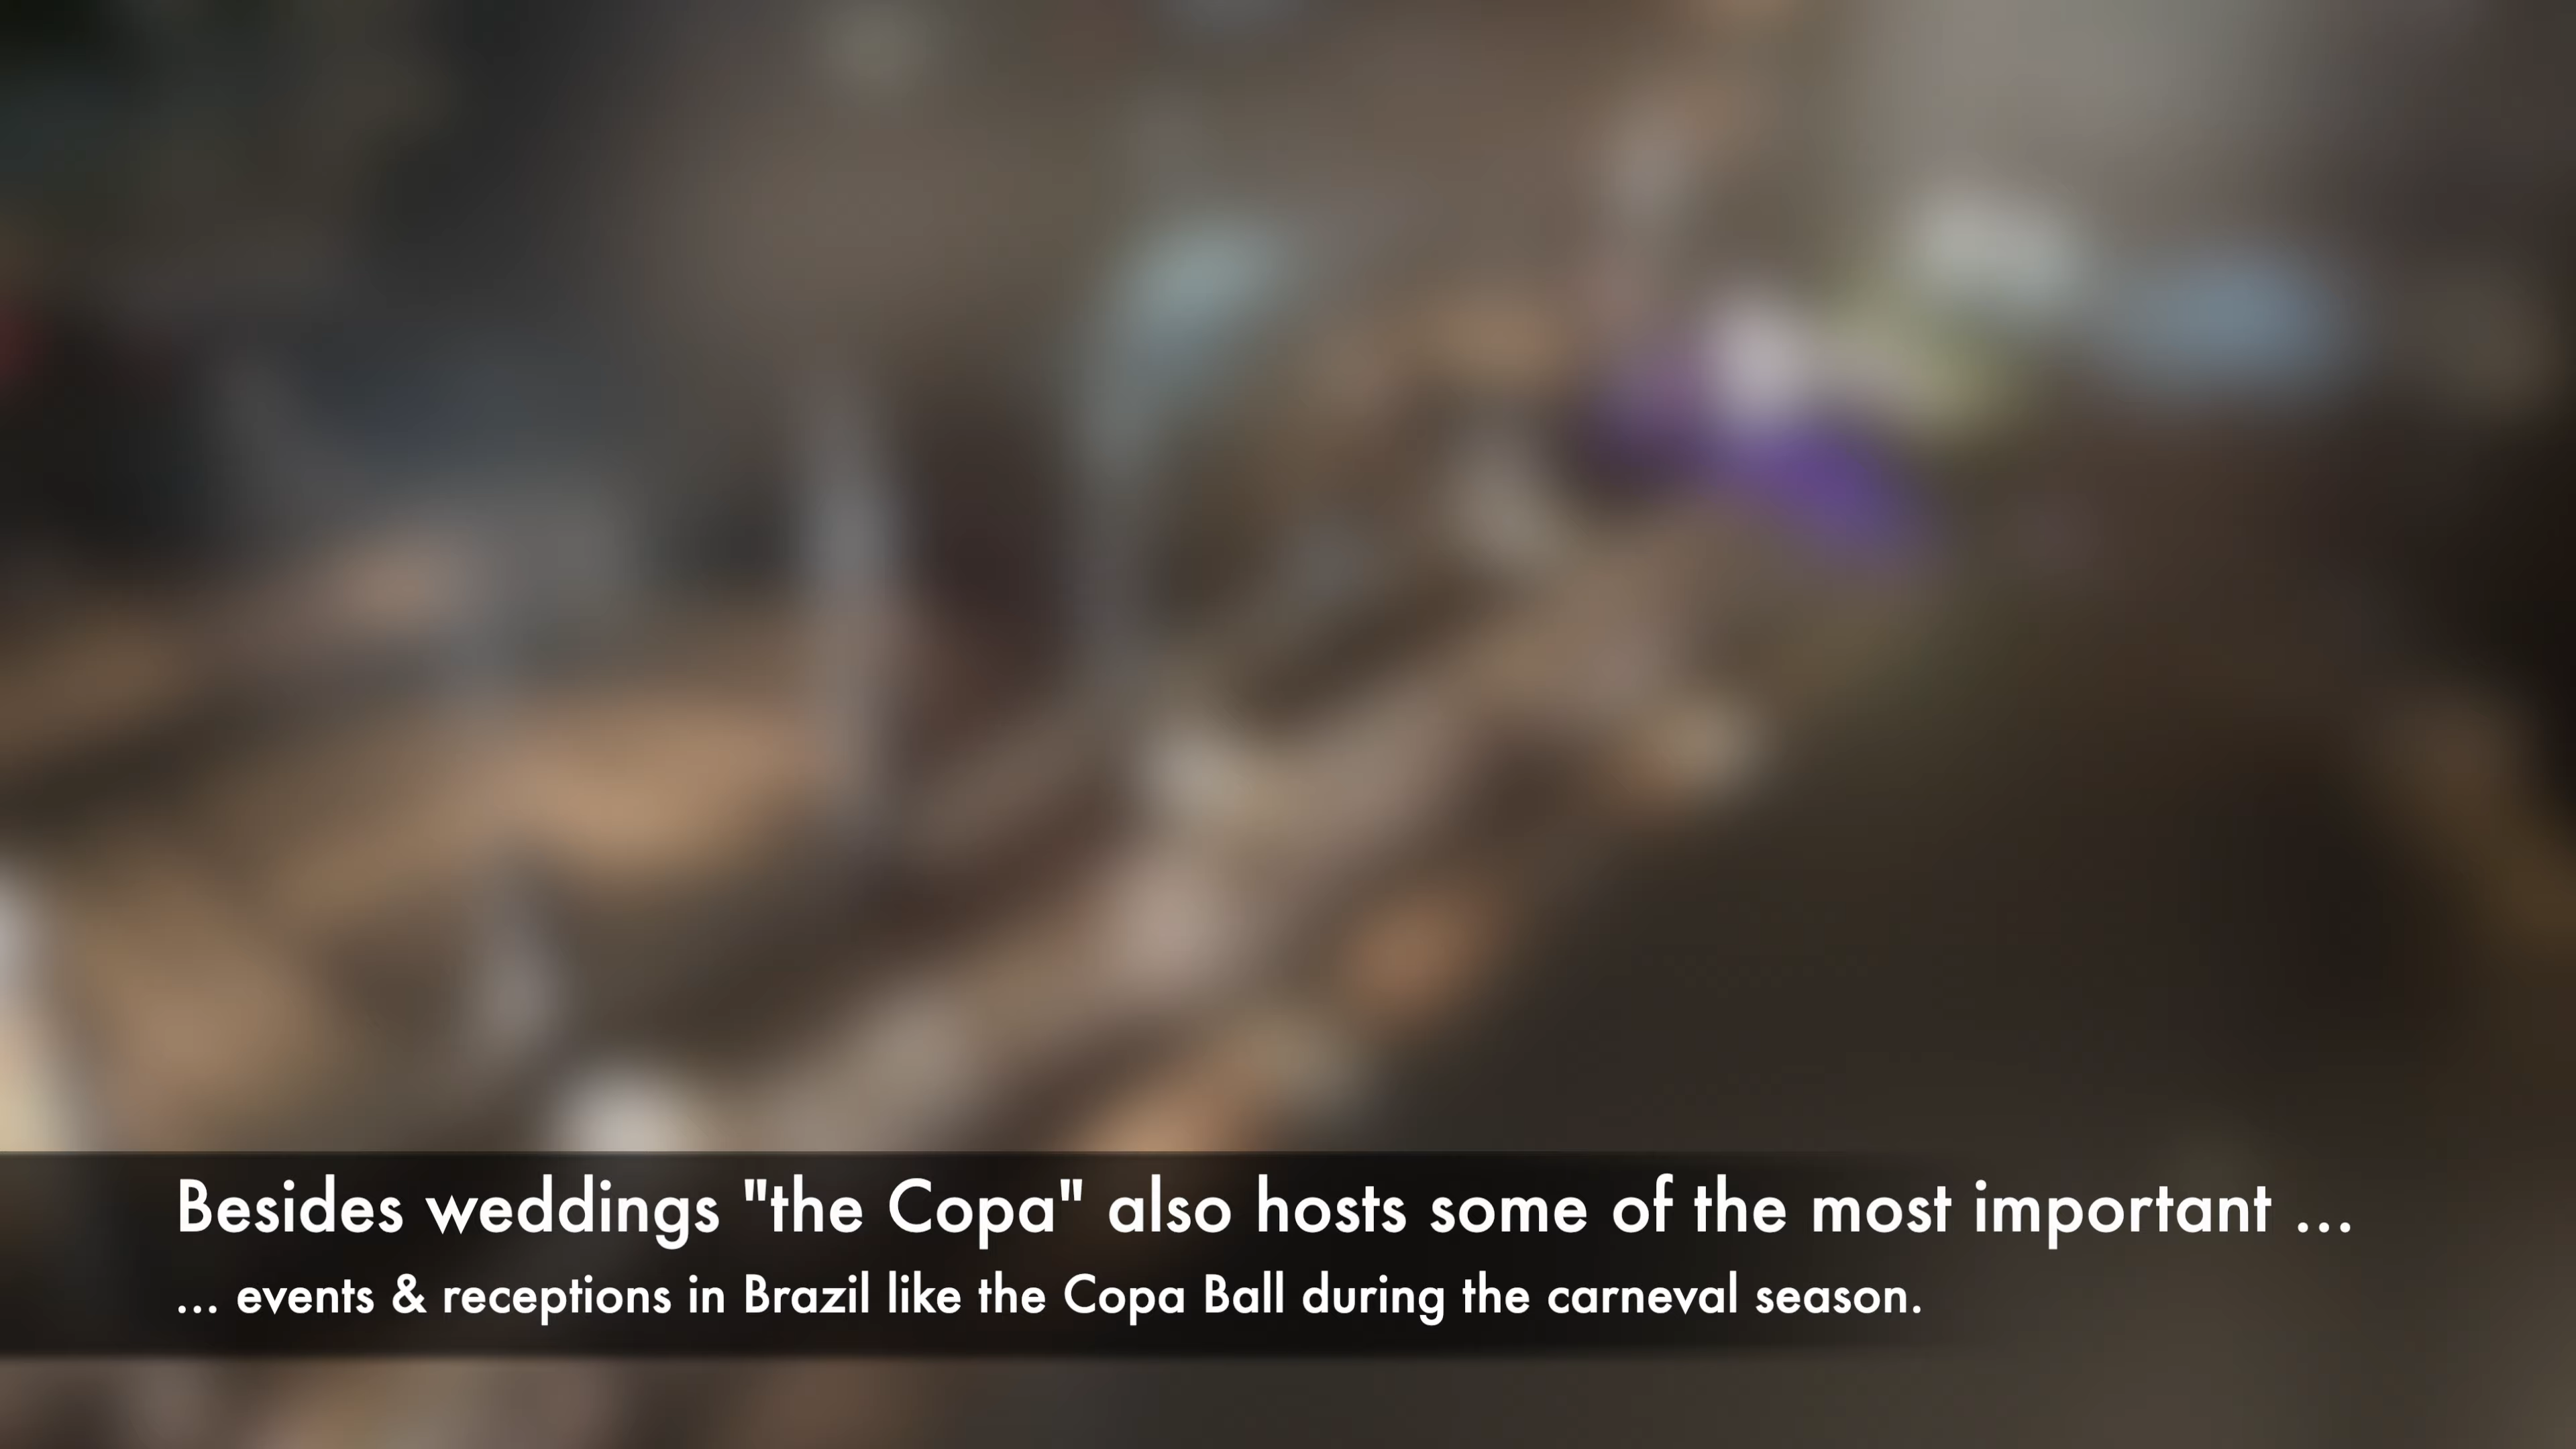 Besides weddings "the Copa" also hosts some of the most important ...
... events & receptions in Brazil like the Copa Ball during the carneval season.